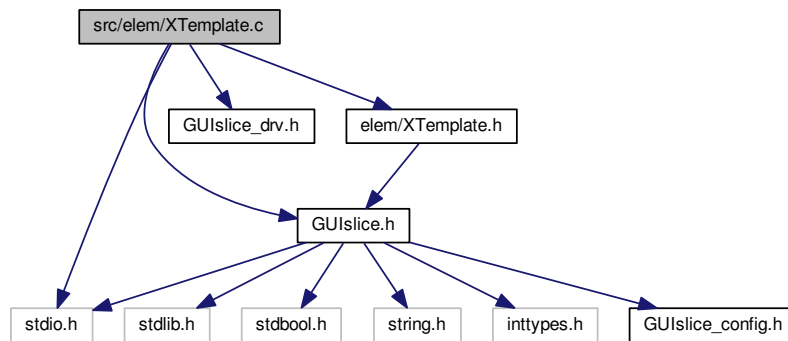 src/elem/XTemplate.c
GUIslice_drv.h
elem/XTemplate.h
GUIslice.h
stdio.h
stdlib.h
stdbool.h
string.h
inttypes.h
GUIslice_config.h